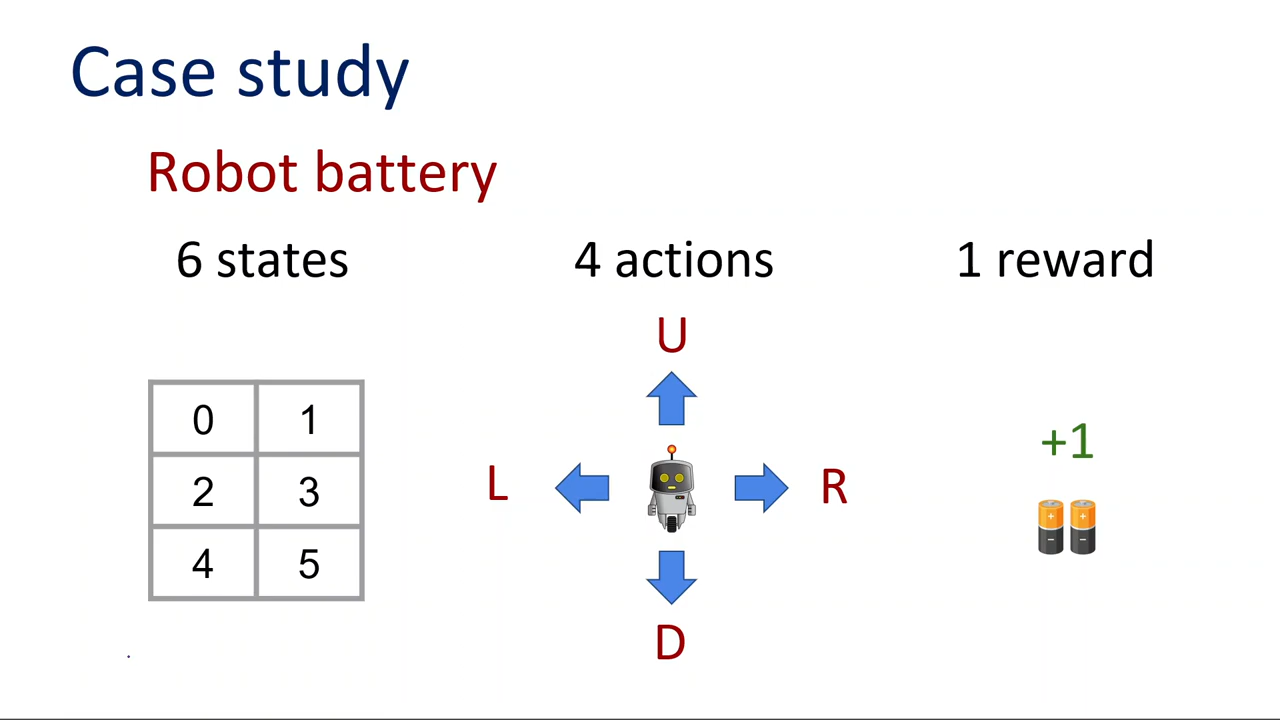 Case study
Robot battery
6 states
4 actions
1 reward
U
0 1
+1
2 3
L
R
4 5
D